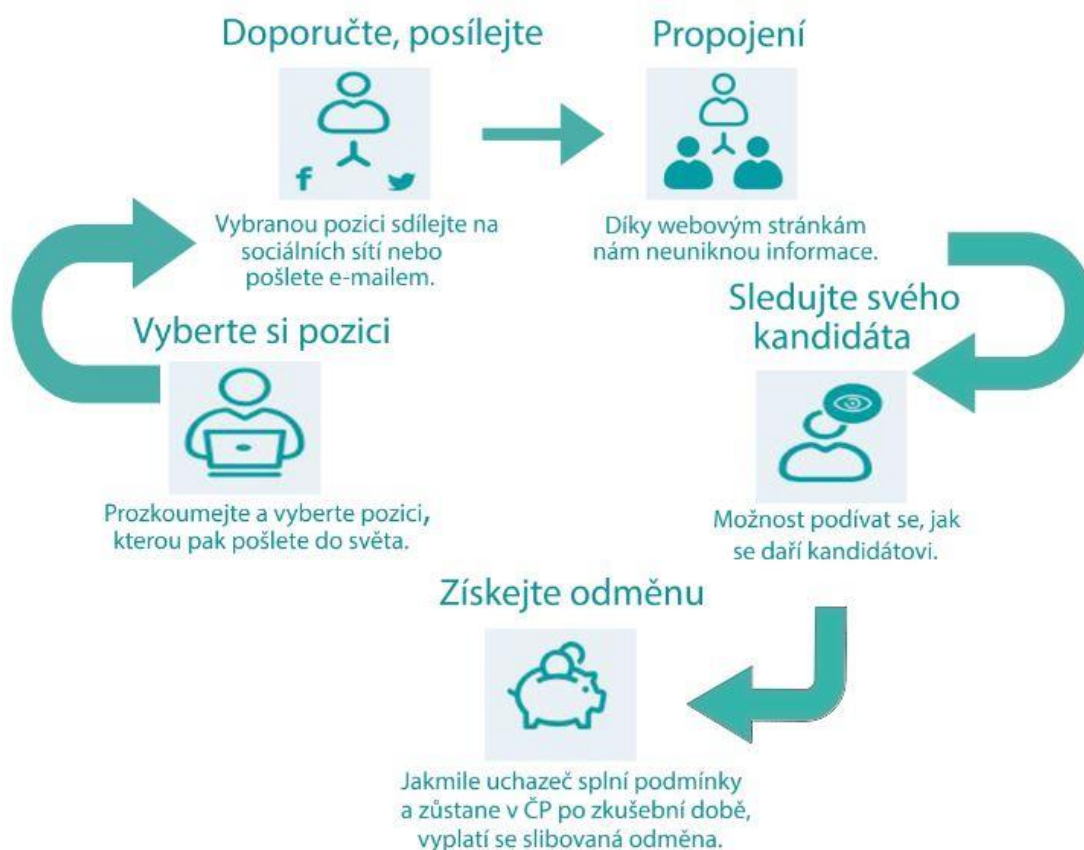 Doporučte, posílejte
Vybranou pozici sdílejte na
sociálních sítí nebo
pošlete e-mailem.
Propojení
Díky webovým stránkám
nám neuniknou informace.
Vyberte si pozici
Prozkoumejte a vyberte pozici,
kterou pak pošlete do světa.
Sledujte svého
kandidáta
Možnost podívat se, jak
se daří kandidátovi.
Získejte odměnu
Jakmile uchazeč splní podmínky
a zůstane v ČP po zkušební době,
vyplatí se slibovaná odměna.